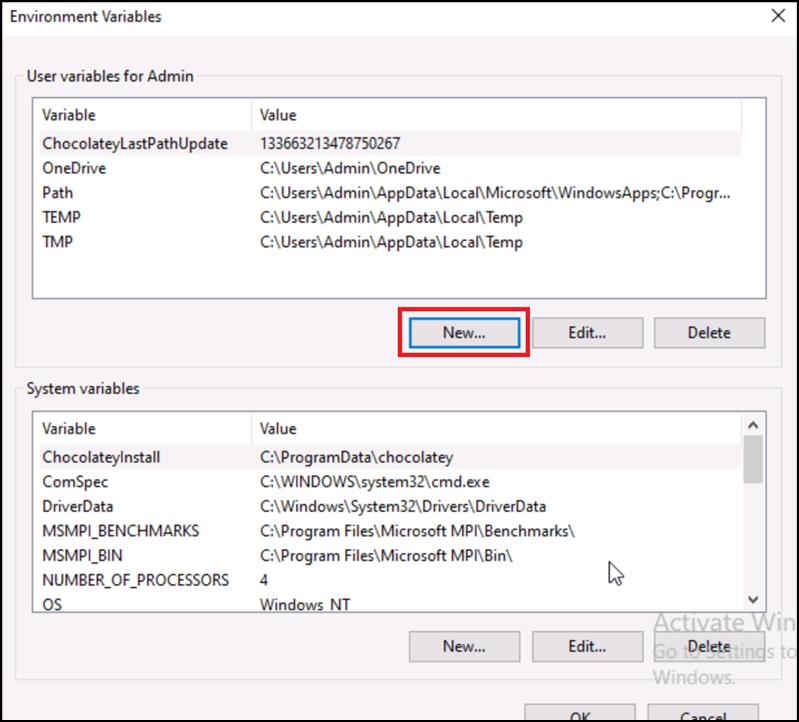 Environment Variables
User variables for Admin
Variable Value
ChocolateyLastPathUpdate 133663213478750267
OneDrive C:\Users\Admin\OneDrive
Path C:\Users\Admin\AppData\Local\Microsoft\WindowsApps;C:\Progr...
TEMP C:\Users\Admin\AppData\Local\Temp
TMP C:\Users\Admin\AppData\Local\Temp
New... Edit... Delete
System variables
Variable Value
ChocolateyInstall C:\ProgramData\chocolatey
ComSpec C:\WINDOWS\system32\cmd.exe
DriverData C:\Windows\System32\Drivers\DriverData
MSMPI_BENCHMARKS C:\Program Files\Microsoft MPI\Benchmarks\
MSMPI_BIN C:\Program Files\Microsoft MPI\Bin\
NUMBER_OF_PROCESSORS 4
OS Windows_NT
Activate Win
New... Edit... Delete
Go to Settings to
Windows.
OK Cancel